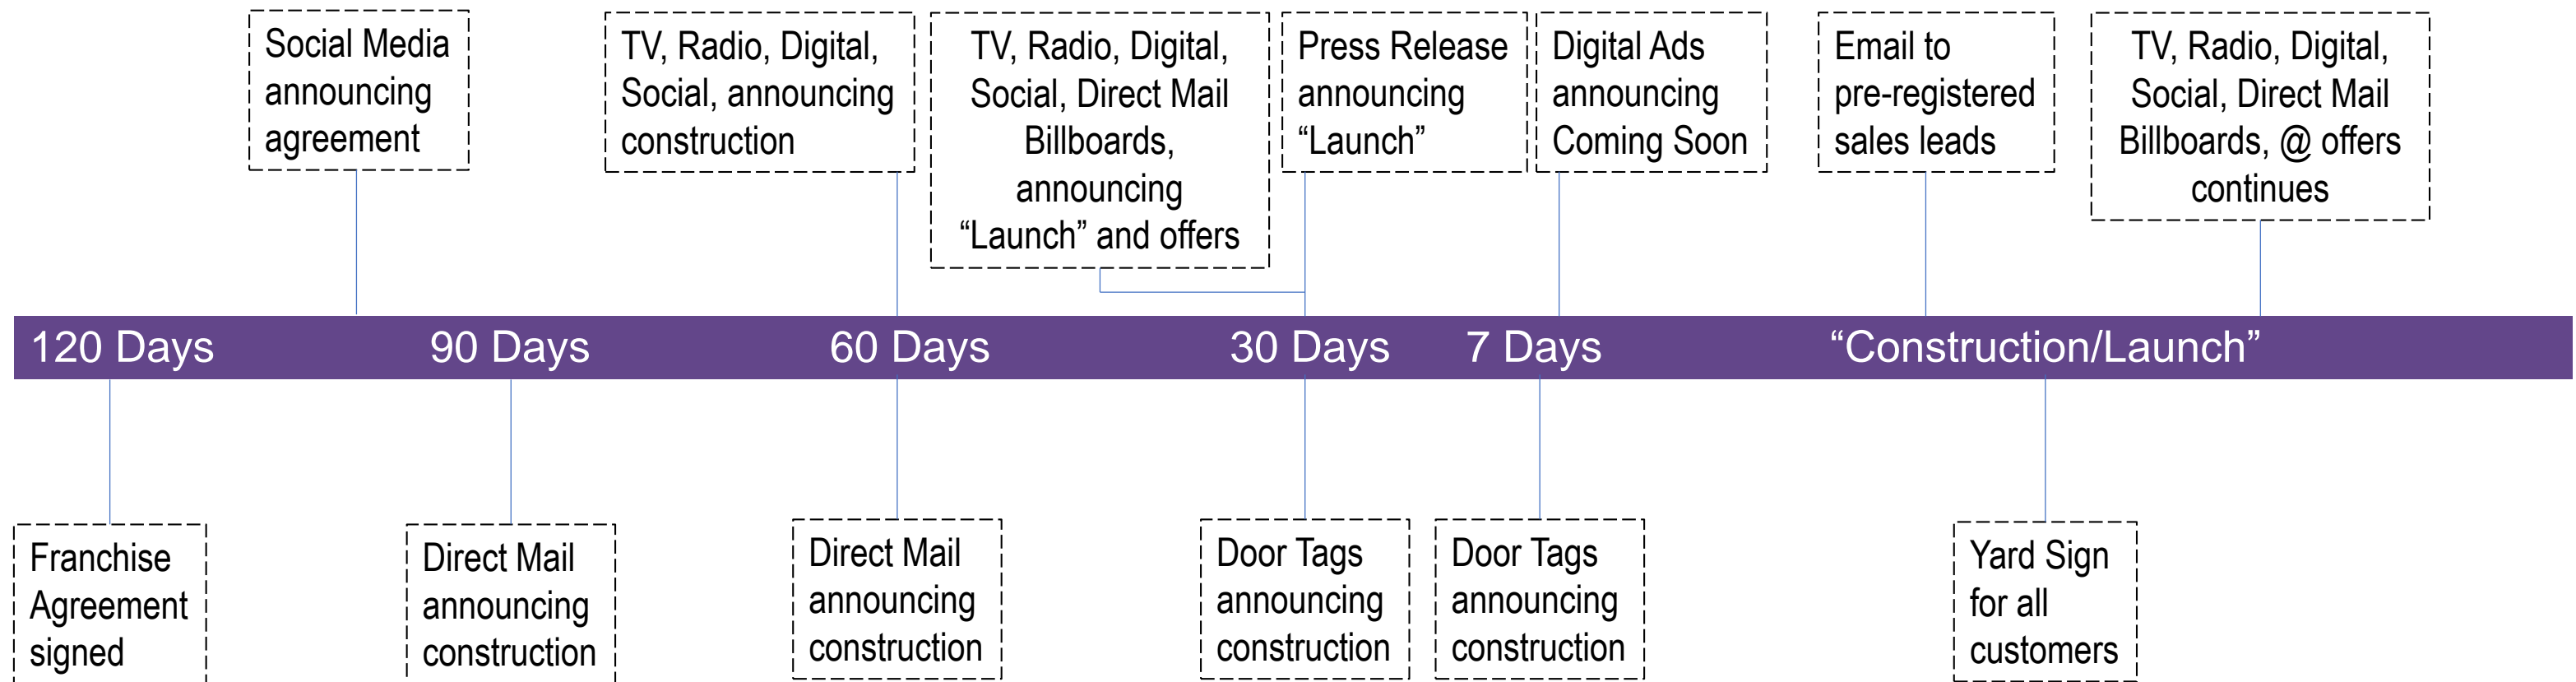 Social Media
announcing
agreement
TV, Radio, Digital,
Social, announcing
construction
TV, Radio, Digital,
Social, Direct Mail
Billboards,
announcing
“Launch” and offers
Press Release
announcing
“Launch”
Digital Ads
announcing
Coming Soon
Email to
pre-registered
sales leads
TV, Radio, Digital,
Social, Direct Mail
Billboards, @ offers
continues
120 Days
90 Days
60 Days
30 Days
7 Days
“Construction/Launch”
Franchise
Agreement
signed
Direct Mail
announcing
construction
Direct Mail
announcing
construction
Door Tags
announcing
construction
Door Tags
announcing
construction
Yard Sign
for all
customers